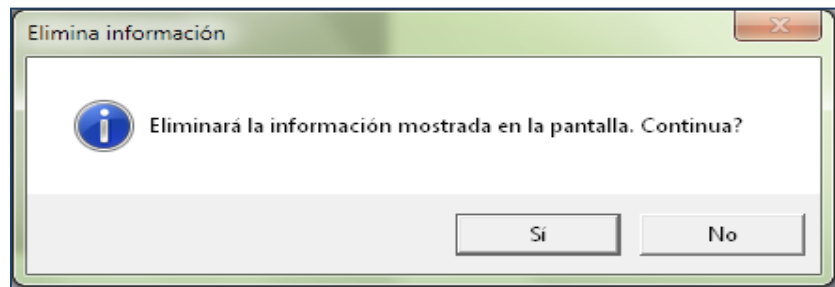 Elimina información
Eliminará la información mostrada en la pantalla. Continua?
Sí
No